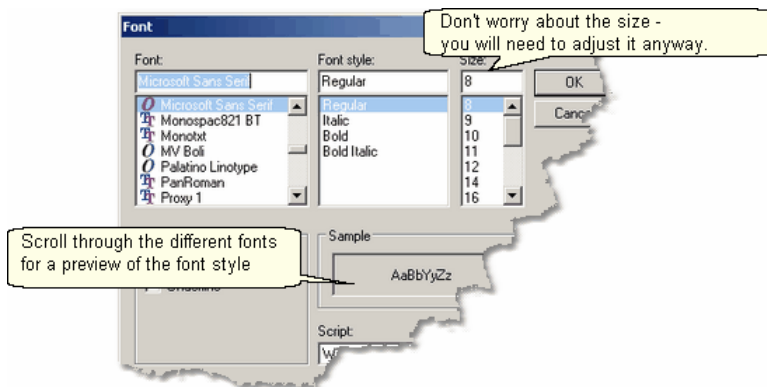 Font
Don't worry about the size -
you will need to adjust it anyway.
Font:
Font style:
Size:
Microsoft Sans Serif
Regular
8
OK
Microsoft Sans Serif
Monospac821 BT
Monotxt
MV Boli
Palatino Linotype
PanRoman
Proxy 1
Regular
Italic
Bold
Bold Italic
8
9
10
11
12
14
16
Scroll through the different fonts
for a preview of the font style
Underline
Sample
AaBbYyZz
Script: